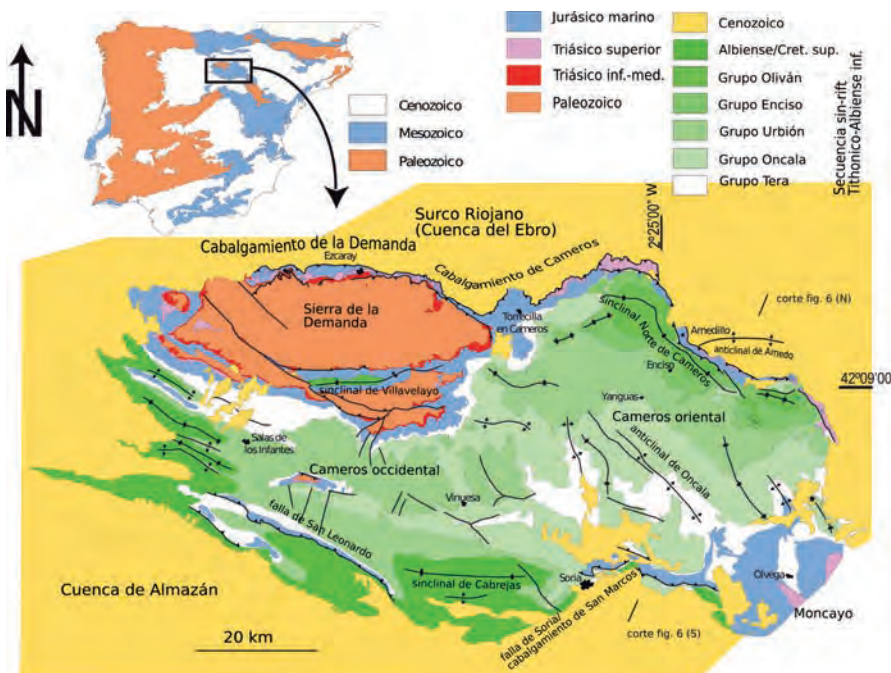 N
Cenozoico
Mesozoico
Paleozoico
Jurásico marino
Triásico superior
Triásico inf.-med.
Paleozoico
Cenozoico
Albiense/Cret. sup.
Grupo Oliván
Grupo Enciso
Grupo Urbión
Grupo Oncala
Grupo Tera
Secuencia sin-rift
Tithonico-Albiense inf.
2°25'00" W
Surco Riojano
(Cuenca del Ebro)
Cabalgamiento de la Demanda
Ezcaray
Cabalgamiento de Cameros
corte fig. 6 (N)
Sierra de la
Demanda
Torrecilla
en Cameros
sinclinal Norte de Cameros
Arnedillo
anticlinal de Arnedo
Enciso
42°09'00
sinclinal de Villavelayo
Yanguas
Cameros oriental
Salas de
los Infantes
Cameros occidental
anticlinal de Oncala
Vinuesa
falla de San Leonardo
Cuenca de Almazán
sinclinal de Cabrejas
Soria
Olvega
Moncayo
falla de Soria/
cabalgamiento de San Marcos
corte fig. 6 (S)
20 km